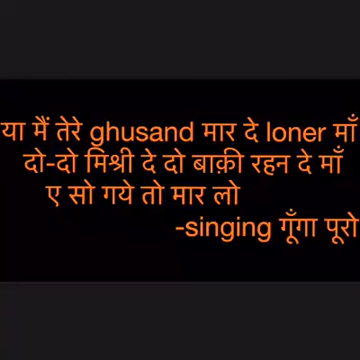 या मैं तेरे ghusand मार दे loner माँ
दो-दो मिश्री दे दो बाक़ी रहन दे माँ
ए सो गये तो मार लो
-singing गूँगा पूरो